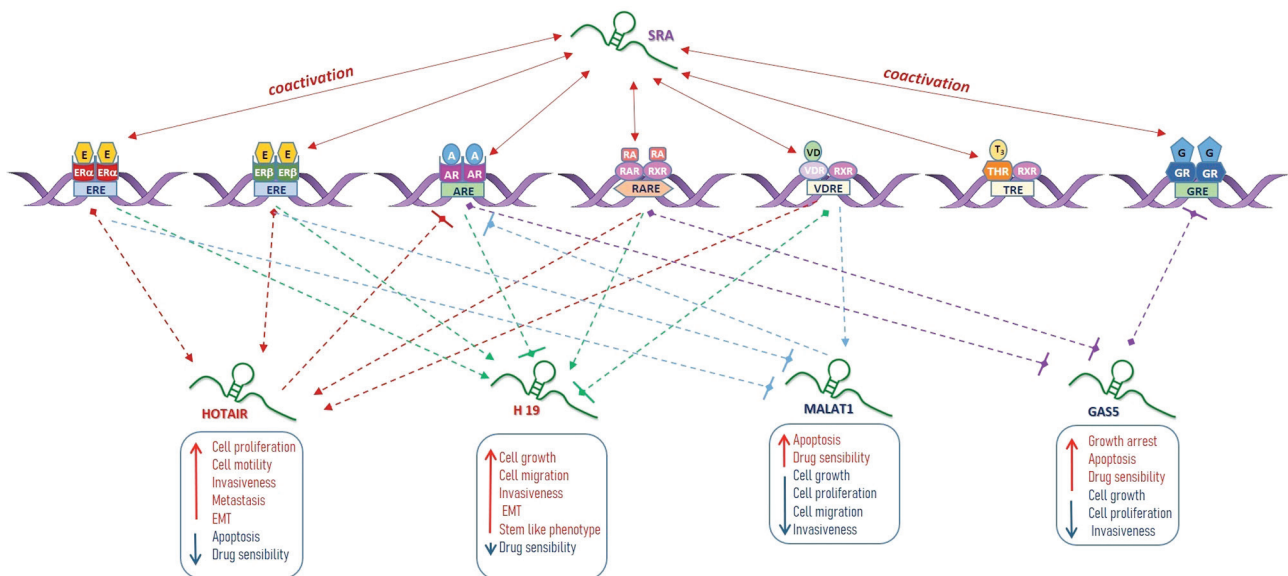 SRA
coactivation
coactivation
E E
ERα ERα
ERE
E E
ERβ ERβ
ERE
A A
AR AR
ARE
RA RA
RAR RXR
RARE
VD
VDR RXR
VDRE
T3
THR RXR
TRE
G G
GR GR
GRE
HOTAIR
Cell proliferation
Cell motility
Invasiveness
Metastasis
EMT
Apoptosis
Drug sensibility
H 19
Cell growth
Cell migration
Invasiveness
EMT
Stem like phenotype
Drug sensibility
MALAT1
Apoptosis
Drug sensibility
Cell growth
Cell proliferation
Cell migration
Invasiveness
GAS5
Growth arrest
Apoptosis
Drug sensibility
Cell growth
Cell proliferation
Invasiveness